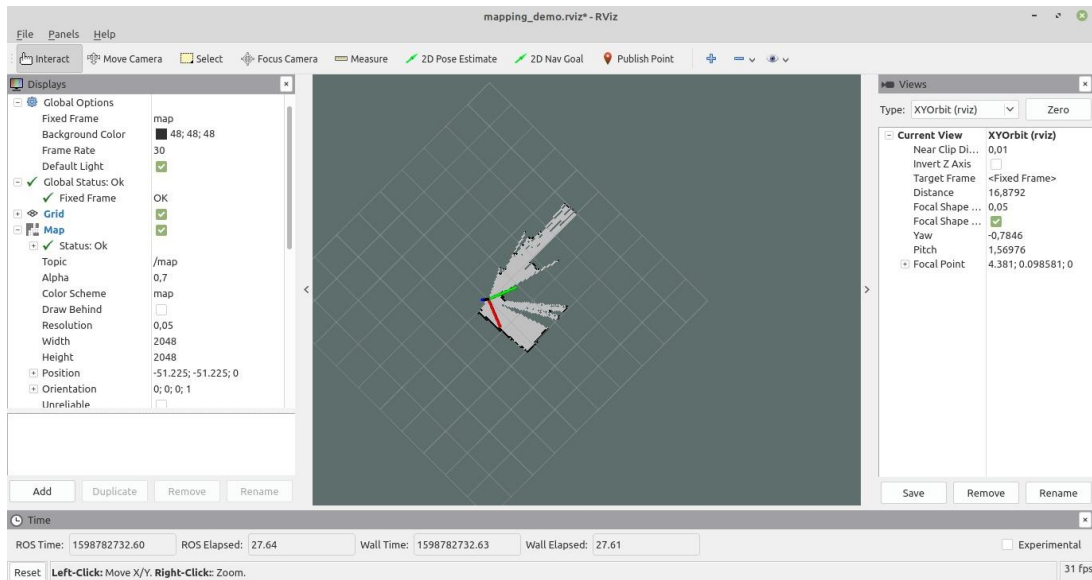 mapping_demo.rviz* - RViz
File Panels Help
Interact Move Camera Select Focus Camera Measure 2D Pose Estimate 2D Nav Goal Publish Point
Displays
Global Options
Fixed Frame map
Background Color 48; 48; 48
Frame Rate 30
Default Light
Global Status: Ok
Fixed Frame OK
Grid
Map
Status: Ok
Topic /map
Alpha 0,7
Color Scheme map
Draw Behind
Resolution 0,05
Width 2048
Height 2048
Position -51.225; -51.225; 0
Orientation 0; 0; 0; 1
Unreliable
Add Duplicate Remove Rename
Views
Type: XYOrbit (rviz) Zero
Current View XYOrbit (rviz)
Near Clip Di... 0,01
Invert Z Axis
Target Frame <Fixed Frame>
Distance 16,8792
Focal Shape ... 0,05
Focal Shape ...
Yaw -0,7846
Pitch 1,56976
Focal Point 4.381; 0.098581; 0
Save Remove Rename
Time
ROS Time: 1598782732.60 ROS Elapsed: 27.64 Wall Time: 1598782732.63 Wall Elapsed: 27.61 Experimental
Reset Left-Click: Move X/Y. Right-Click:: Zoom. 31 fps